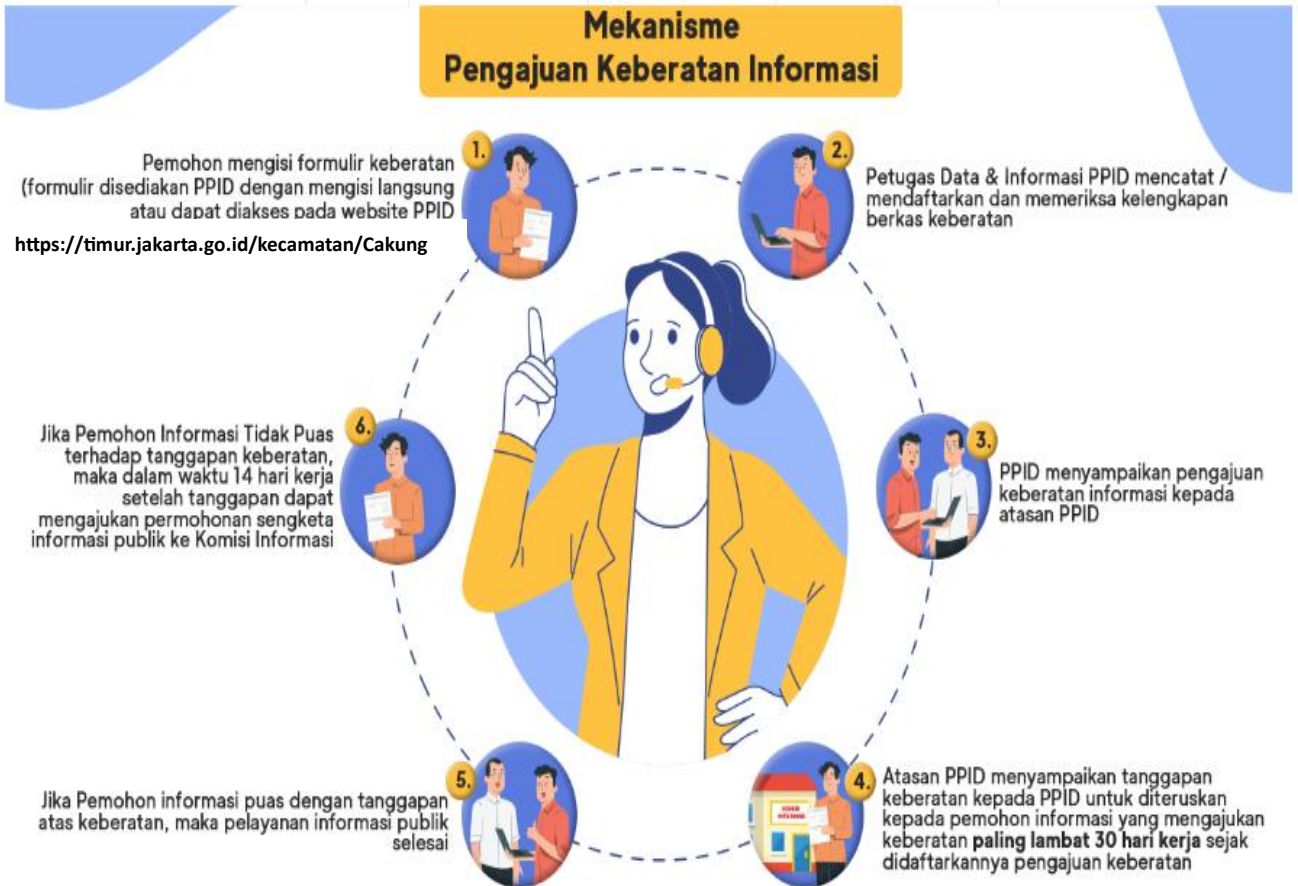 Mekanisme
Pengajuan Keberatan Informasi
1.
Pemohon mengisi formulir keberatan
(formulir disediakan PPID dengan mengisi langsung
atau dapat diakses pada website PPID
https://timur.jakarta.go.id/kecamatan/Cakung
2.
Petugas Data & Informasi PPID mencatat /
mendaftarkan dan memeriksa kelengkapan
berkas keberatan
3.
PPID menyampaikan pengajuan
keberatan informasi kepada
atasan PPID
4.
Atasan PPID menyampaikan tanggapan
keberatan kepada PPID untuk diteruskan
kepada pemohon informasi yang mengajukan
keberatan paling lambat 30 hari kerja sejak
didaftarkannya pengajuan keberatan
KOMISI
INFORMASI
5.
Jika Pemohon informasi puas dengan tanggapan
atas keberatan, maka pelayanan informasi publik
selesai
6.
Jika Pemohon Informasi Tidak Puas
terhadap tanggapan keberatan,
maka dalam waktu 14 hari kerja
setelah tanggapan dapat
mengajukan permohonan sengketa
informasi publik ke Komisi Informasi